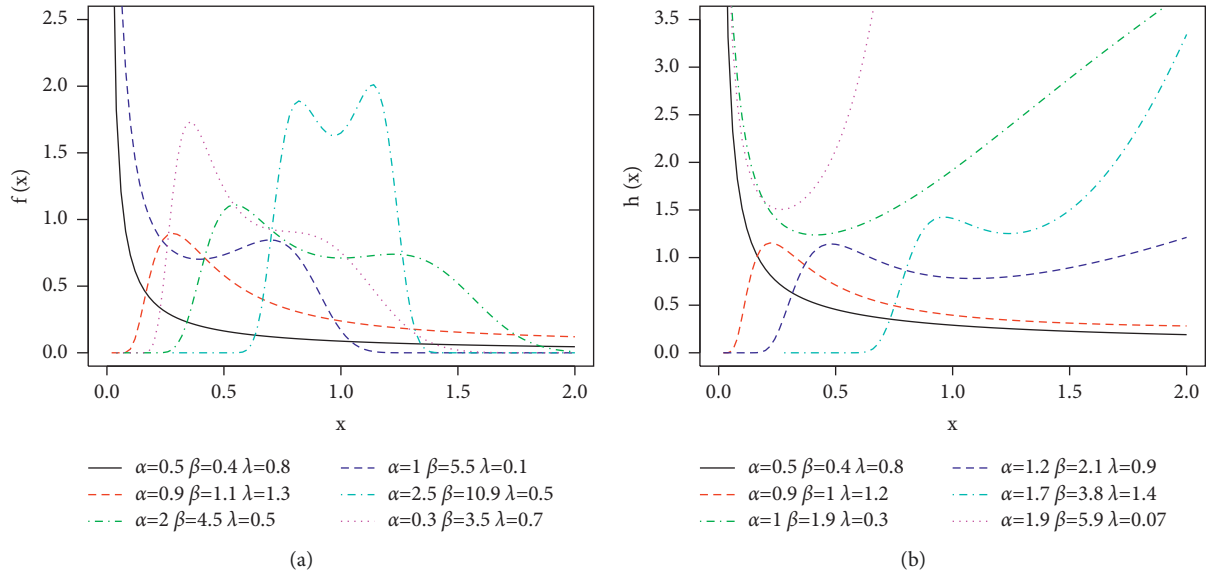 2.5
2.0
1.5
1.0
0.5
0.0
f (x)
0.0 0.5 1.0 1.5 2.0
x
α=0.5 β=0.4 λ=0.8
α=0.9 β=1.1 λ=1.3
α=2 β=4.5 λ=0.5
α=1 β=5.5 λ=0.1
α=2.5 β=10.9 λ=0.5
α=0.3 β=3.5 λ=0.7
(a)
3.5
3.0
2.5
2.0
1.5
1.0
0.5
0.0
h (x)
0.0 0.5 1.0 1.5 2.0
x
α=0.5 β=0.4 λ=0.8
α=0.9 β=1 λ=1.2
α=1 β=1.9 λ=0.3
α=1.2 β=2.1 λ=0.9
α=1.7 β=3.8 λ=1.4
α=1.9 β=5.9 λ=0.07
(b)